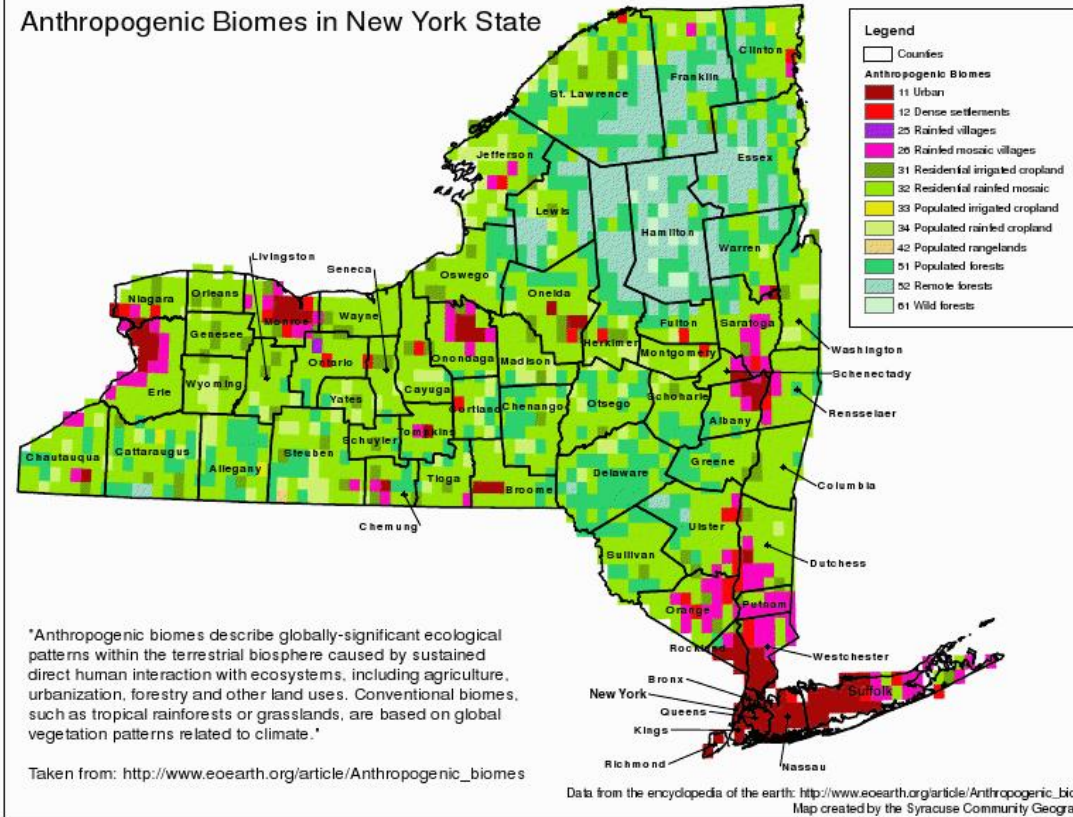 Anthropogenic Biomes in New York State
Legend
Counties
Anthropogenic Biomes
11 Urban
12 Dense settlements
25 Rainfed villages
26 Rainfed mosaic villages
31 Residential irrigated cropland
32 Residential rainfed mosaic
33 Populated irrigated cropland
34 Populated rainfed cropland
42 Populated rangelands
51 Populated forests
52 Remote forests
61 Wild forests
Clinton
Franklin
St. Lawrence
Jefferson
Essex
Lewis
Hamilton
Warren
Livingston
Seneca
Oswego
Oneida
Niagara
Orleans
Monroe
Wayne
Fulton
Saratoga
Genesee
Herkimer
Washington
Onondaga
Madison
Montgomery
Ontario
Schenectady
Erie
Wyoming
Cayuga
Yates
Cortland
Chenango
Otsego
Schoharie
Rensselaer
Albany
Tompkins
Schuyler
Chautauqua
Cattaraugus
Allegany
Steuben
Delaware
Greene
Tioga
Broome
Columbia
Chemung
Ulster
Sullivan
Dutchess
Orange
Putnam
Rockland
Westchester
Bronx
Suffolk
New York
Queens
Kings
Richmond
Nassau
"Anthropogenic biomes describe globally-significant ecological
patterns within the terrestrial biosphere caused by sustained
direct human interaction with ecosystems, including agriculture,
urbanization, forestry and other land uses. Conventional biomes,
such as tropical rainforests or grasslands, are based on global
vegetation patterns related to climate."
Taken from: http://www.eoearth.org/article/Anthropogenic_biomes
Data from the encyclopedia of the earth: http://www.eoearth.org/article/Anthropogenic_bio
Map created by the Syracuse Community Geogra